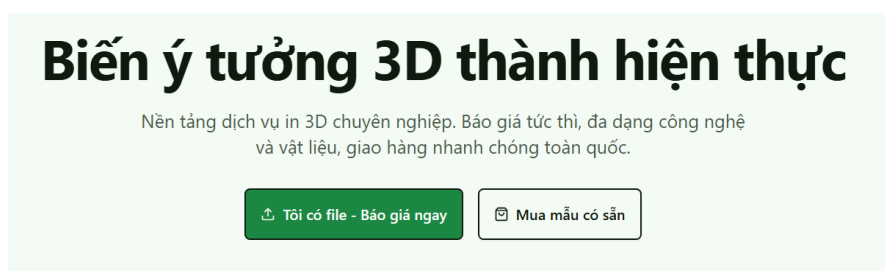 Biến ý tưởng 3D thành hiện thực
Nền tảng dịch vụ in 3D chuyên nghiệp. Báo giá tức thì, đa dạng công nghệ
và vật liệu, giao hàng nhanh chóng toàn quốc.
Tôi có file - Báo giá ngay
Mua mẫu có sẵn